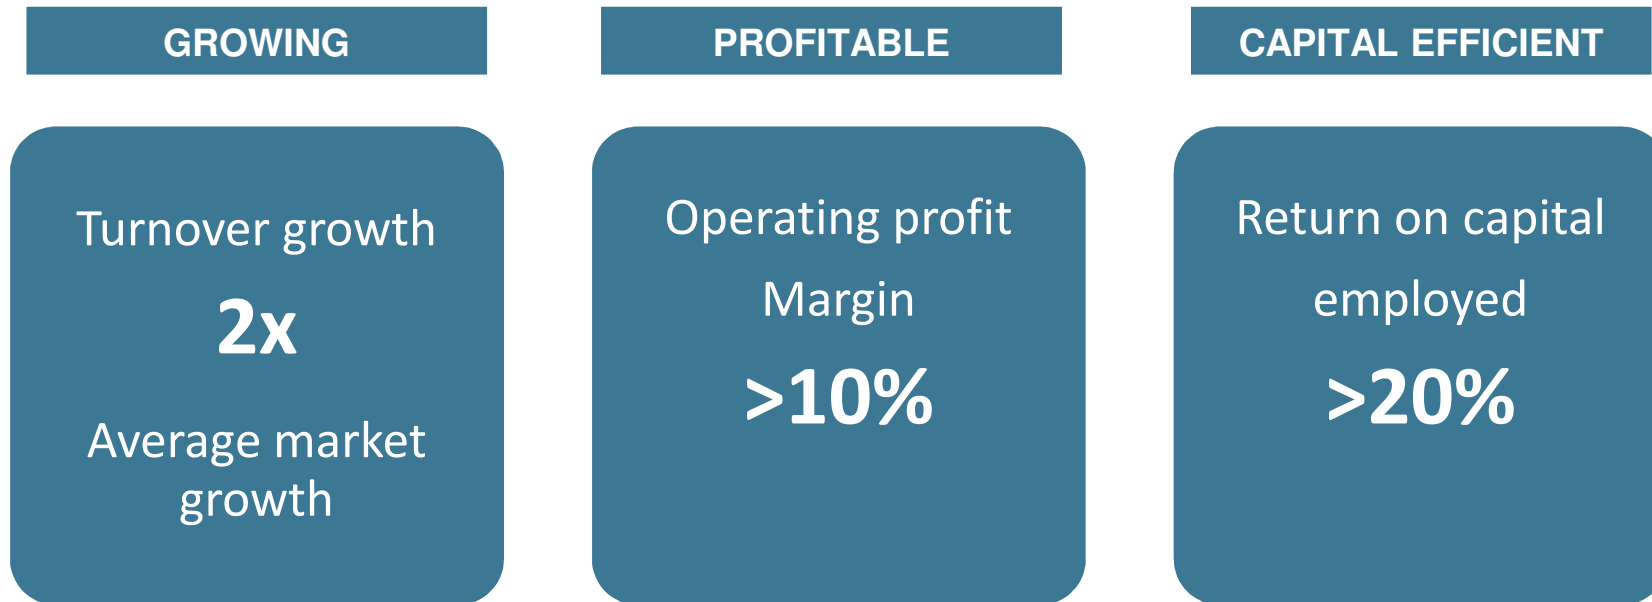 GROWING
Turnover growth
2x
Average market
growth
PROFITABLE
Operating profit
Margin
>10%
CAPITAL EFFICIENT
Return on capital
employed
>20%